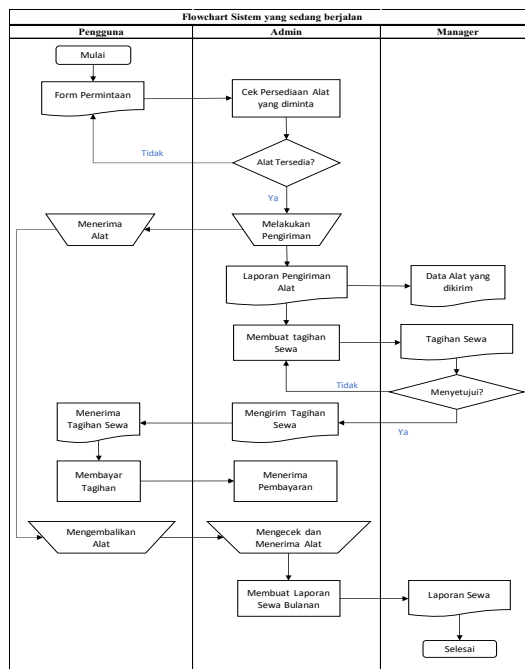 Flowchart Sistem yang sedang berjalan
Pengguna
Admin
Manager
Mulai
Form Permintaan
Cek Persediaan Alat
yang diminta
Tidak
Alat Tersedia?
Ya
Menerima
Alat
Melakukan
Pengiriman
Laporan Pengiriman
Alat
Data Alat yang
dikirim
Membuat tagihan
Sewa
Tagihan Sewa
Tidak
Menyetujui?
Ya
Menerima
Tagihan Sewa
Mengirim Tagihan
Sewa
Membayar
Tagihan
Menerima
Pembayaran
Mengembalikan
Alat
Mengecek dan
Menerima Alat
Membuat Laporan
Sewa Bulanan
Laporan Sewa
Selesai